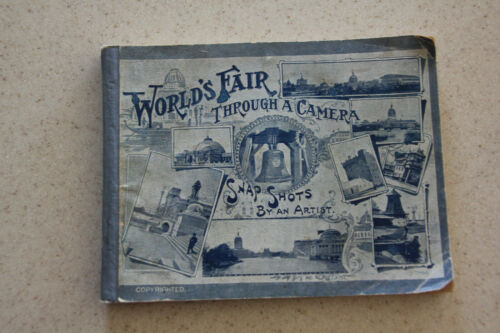 WORLD'S FAIR
THROUGH A CAMERA
SNAP SHOTS
BY AN ARTIST.
COPYRIGHTED.